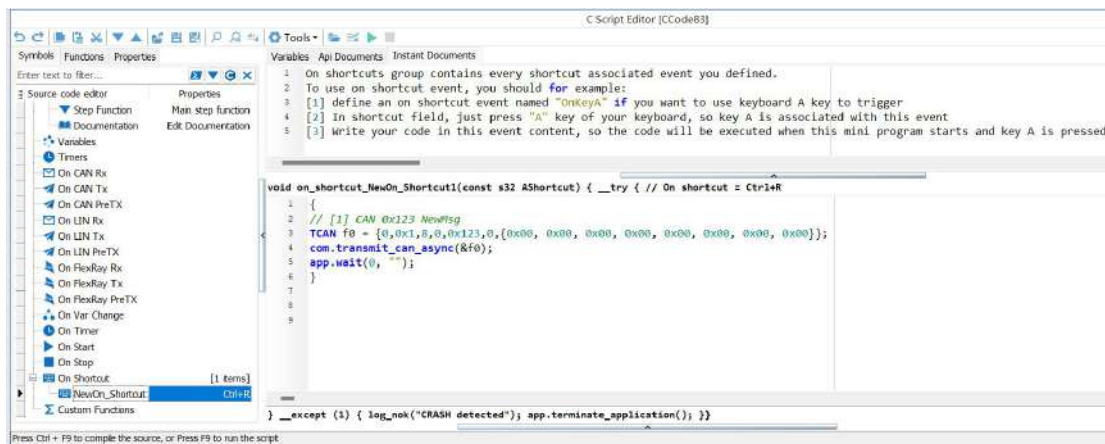 C Script Editor [CCode83]
Tools
Symbols Functions Properties
Enter text to filter...
Source code editor Properties
Step Function Main step function
Documentation Edit Documentation
Variables
Timers
On CAN Rx
On CAN Tx
On CAN PreTX
On LIN Rx
On LIN Tx
On LIN PreTX
On FlexRay Rx
On FlexRay Tx
On FlexRay PreTX
On Var Change
On Timer
On Start
On Stop
On Shortcut [1 items]
NewOn_Shortcut Ctrl+R
Custom Functions
Variables Api Documents Instant Documents
1 On shortcuts group contains every shortcut associated event you defined.
2 To use on shortcut event, you should for example:
3 [1] define an on shortcut event named "OnKeyA" if you want to use keyboard A key to trigger
4 [2] In shortcut field, just press "A" key of your keyboard, so key A is associated with this event
5 [3] Write your code in this event content, so the code will be executed when this mini program starts and key A is pressed
void on_shortcut_NewOn_Shortcut1(const s32 AShortcut) { __try { // On shortcut = Ctrl+R
1 {
2 // [1] CAN 0x123 NewMsg
3 TCAN f0 = {0,0x1,8,0,0x123,0,{0x00, 0x00, 0x00, 0x00, 0x00, 0x00, 0x00, 0x00}};
4 com.transmit_can_async(&f0);
5 app.wait(0, "");
6 }
7
8
9
} __except (1) { log_nok("CRASH detected"); app.terminate_application(); }}
Press Ctrl + F9 to compile the source, or Press F9 to run the script